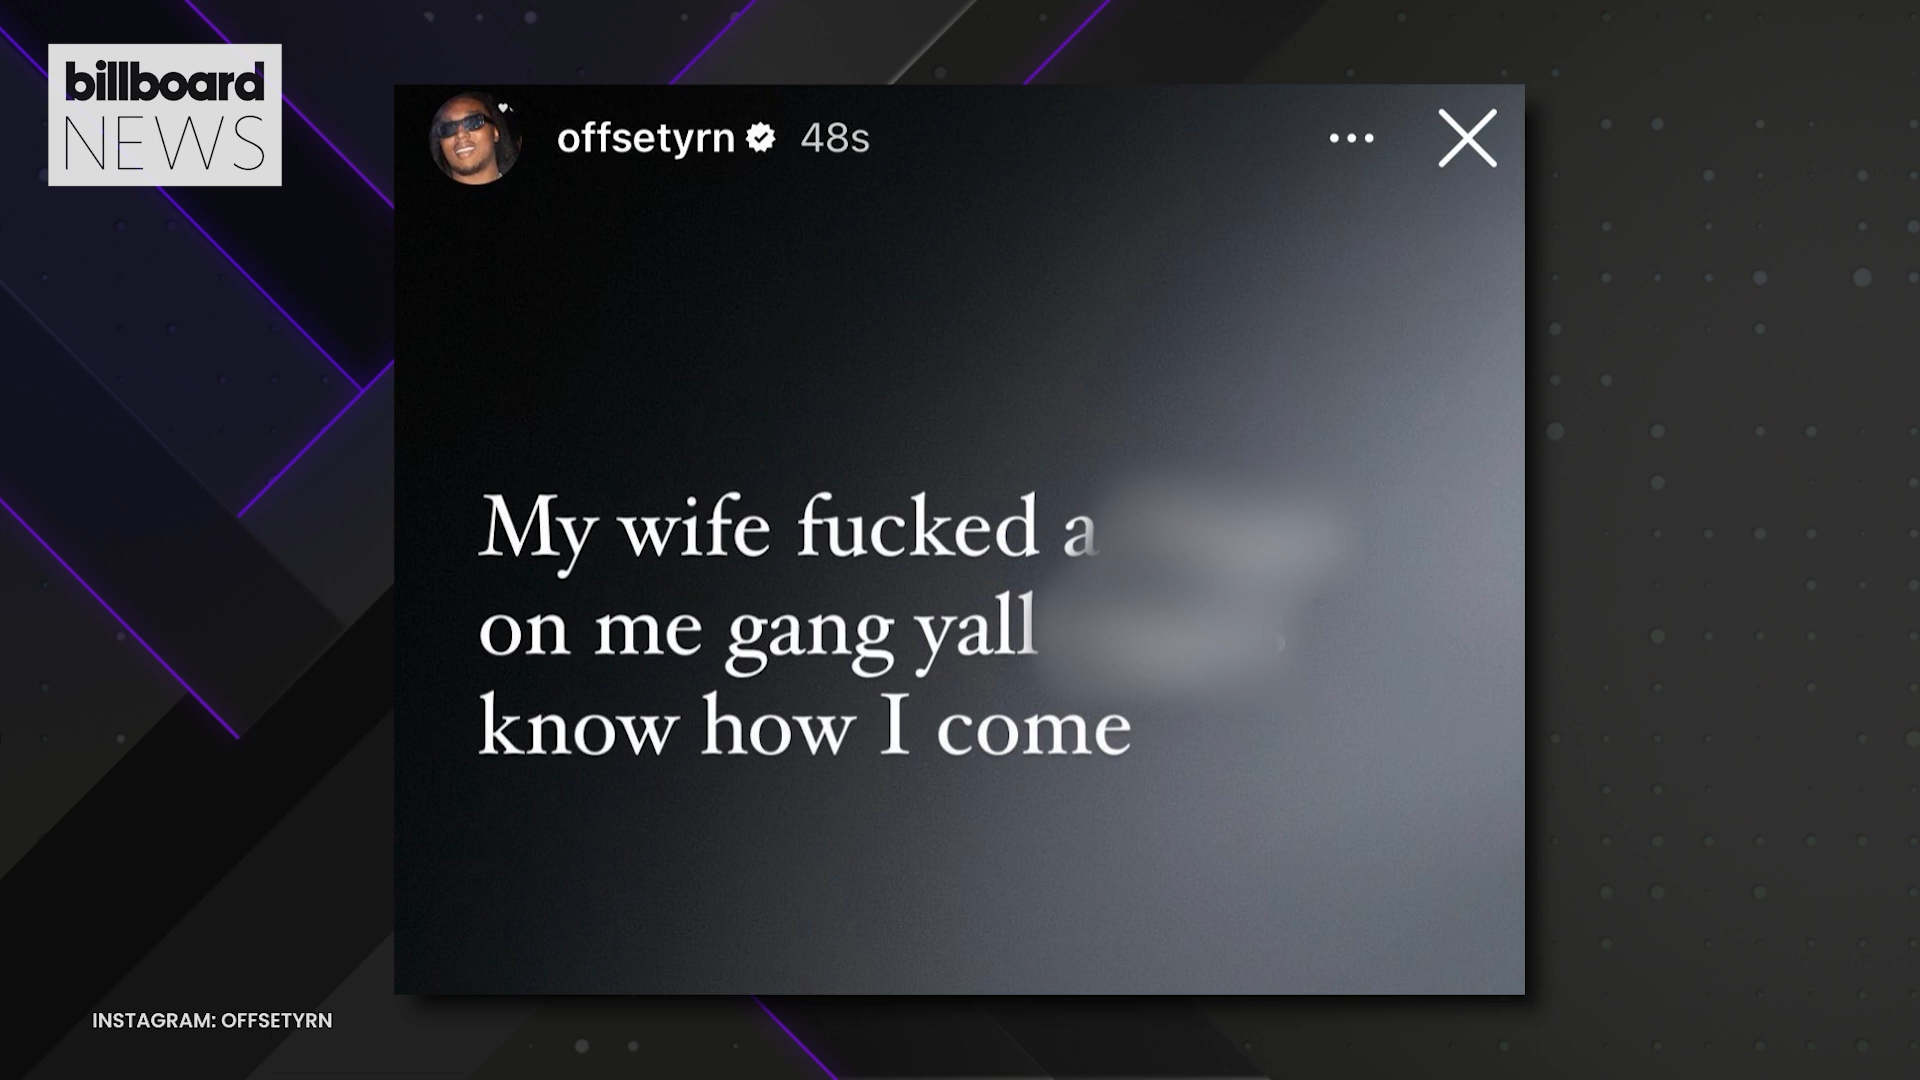 billboard
NEWS
offsetyrn 48s
My wife fucked a
on me gang yall
know how I come
INSTAGRAM: OFFSETYRN